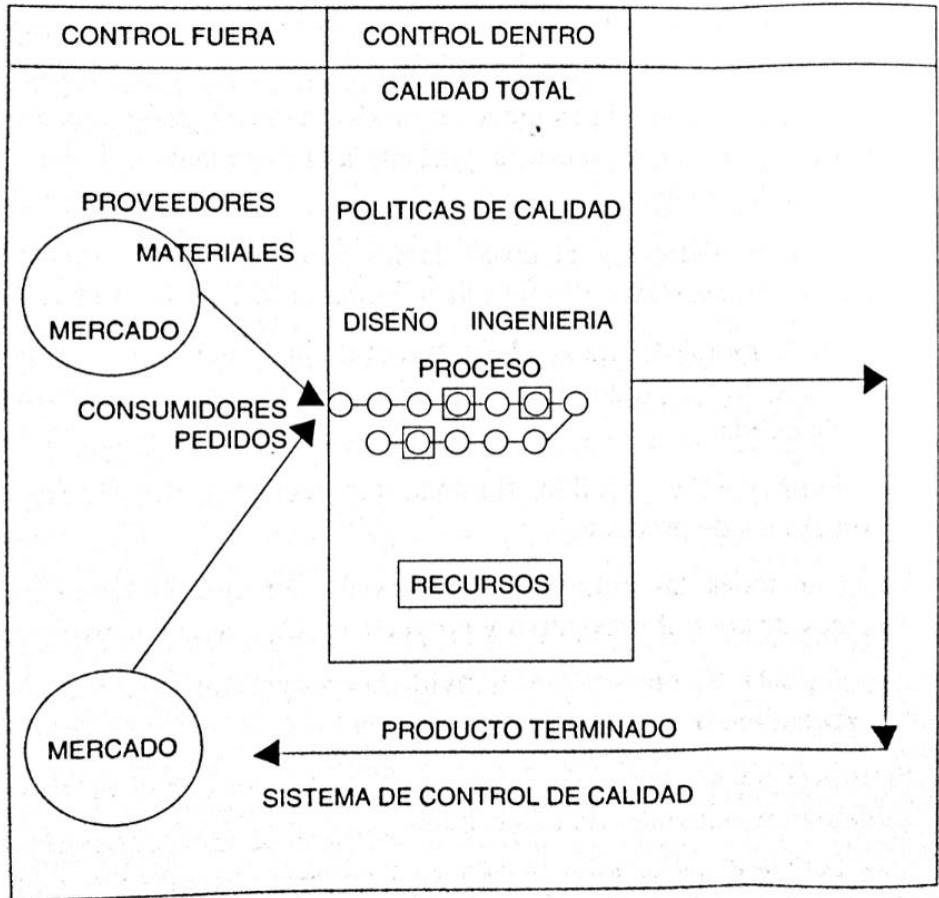 CONTROL FUERA
CONTROL DENTRO
CALIDAD TOTAL
PROVEEDORES
POLITICAS DE CALIDAD
MATERIALES
MERCADO
DISEÑO INGENIERIA
PROCESO
CONSUMIDORES
PEDIDOS
RECURSOS
MERCADO
PRODUCTO TERMINADO
SISTEMA DE CONTROL DE CALIDAD